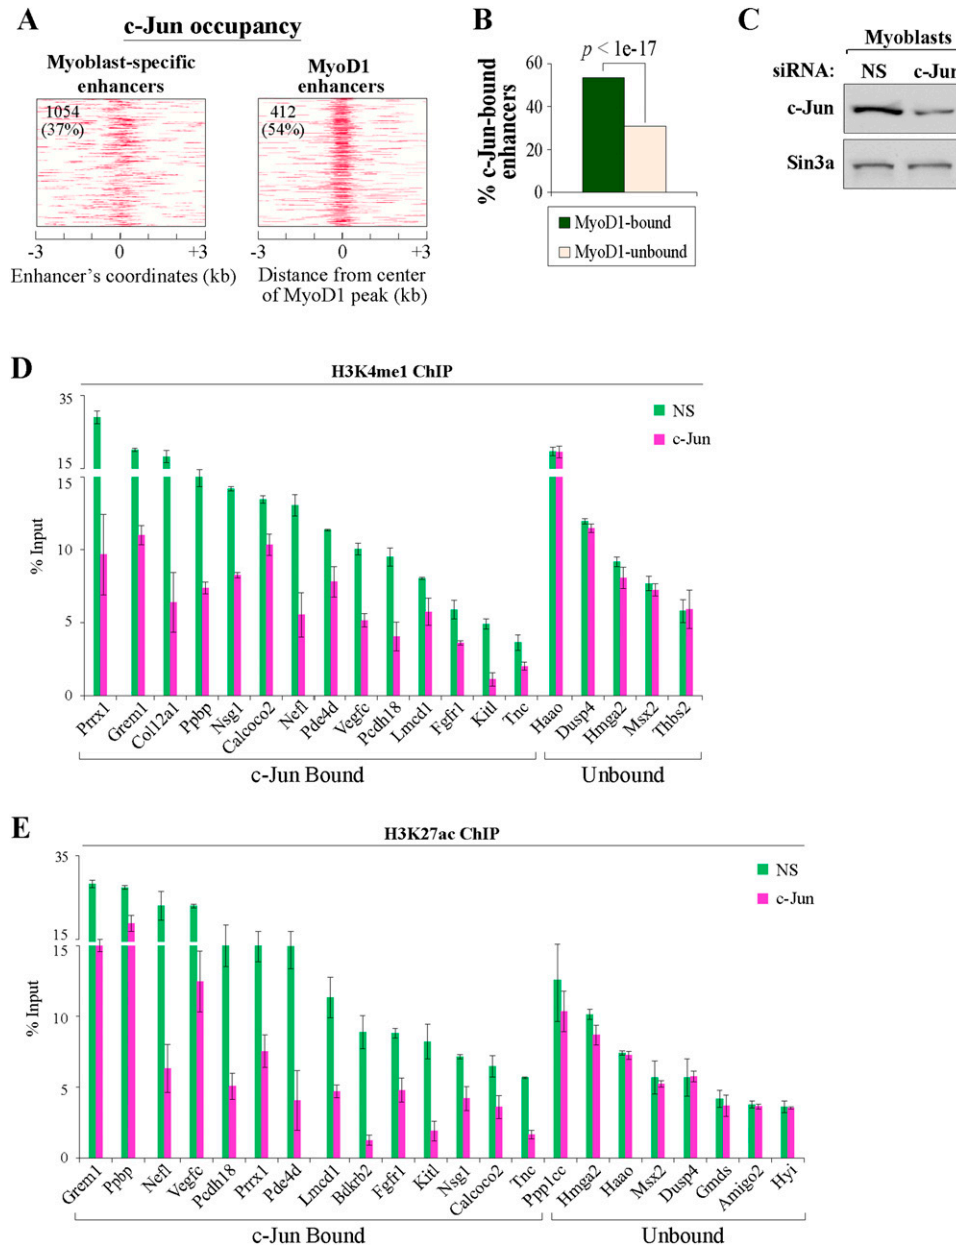 A
c-Jun occupancy
Myoblast-specific
enhancers
MyoD1
enhancers
1054
(37%)
412
(54%)
-3 0 +3
-3 0 +3
Enhancer's coordinates (kb)
Distance from center
of MyoD1 peak (kb)
B
p < 1e-17
% c-Jun-bound
enhancers
60
40
20
0
MyoD1-bound
MyoD1-unbound
C
Myoblasts
siRNA: NS c-Jun
c-Jun
Sin3a
D
H3K4me1 ChIP
NS
c-Jun
% Input
35
15
15
10
5
0
Prrx1 Grem1 Col12a1 Ppbp Nsg1 Calcoco2 Nefl Pde4d Vegfc Pcdh18 Lmcd1 Fgfr1 Kitl Tnc Haao Dusp4 Hmga2 Msx2 Thbs2
c-Jun Bound Unbound
E
H3K27ac ChIP
NS
c-Jun
% Input
35
15
15
10
5
0
Grem1 Ppbp Nefl Vegfc Pcdh18 Prrx1 Pde4d Lmcd1 Bdkrb2 Fgfr1 Kitl Nsg1 Calcoco2 Tnc Ppp1cc Hmga2 Haao Msx2 Dusp4 Gmds Amigo2 Hyi
c-Jun Bound Unbound